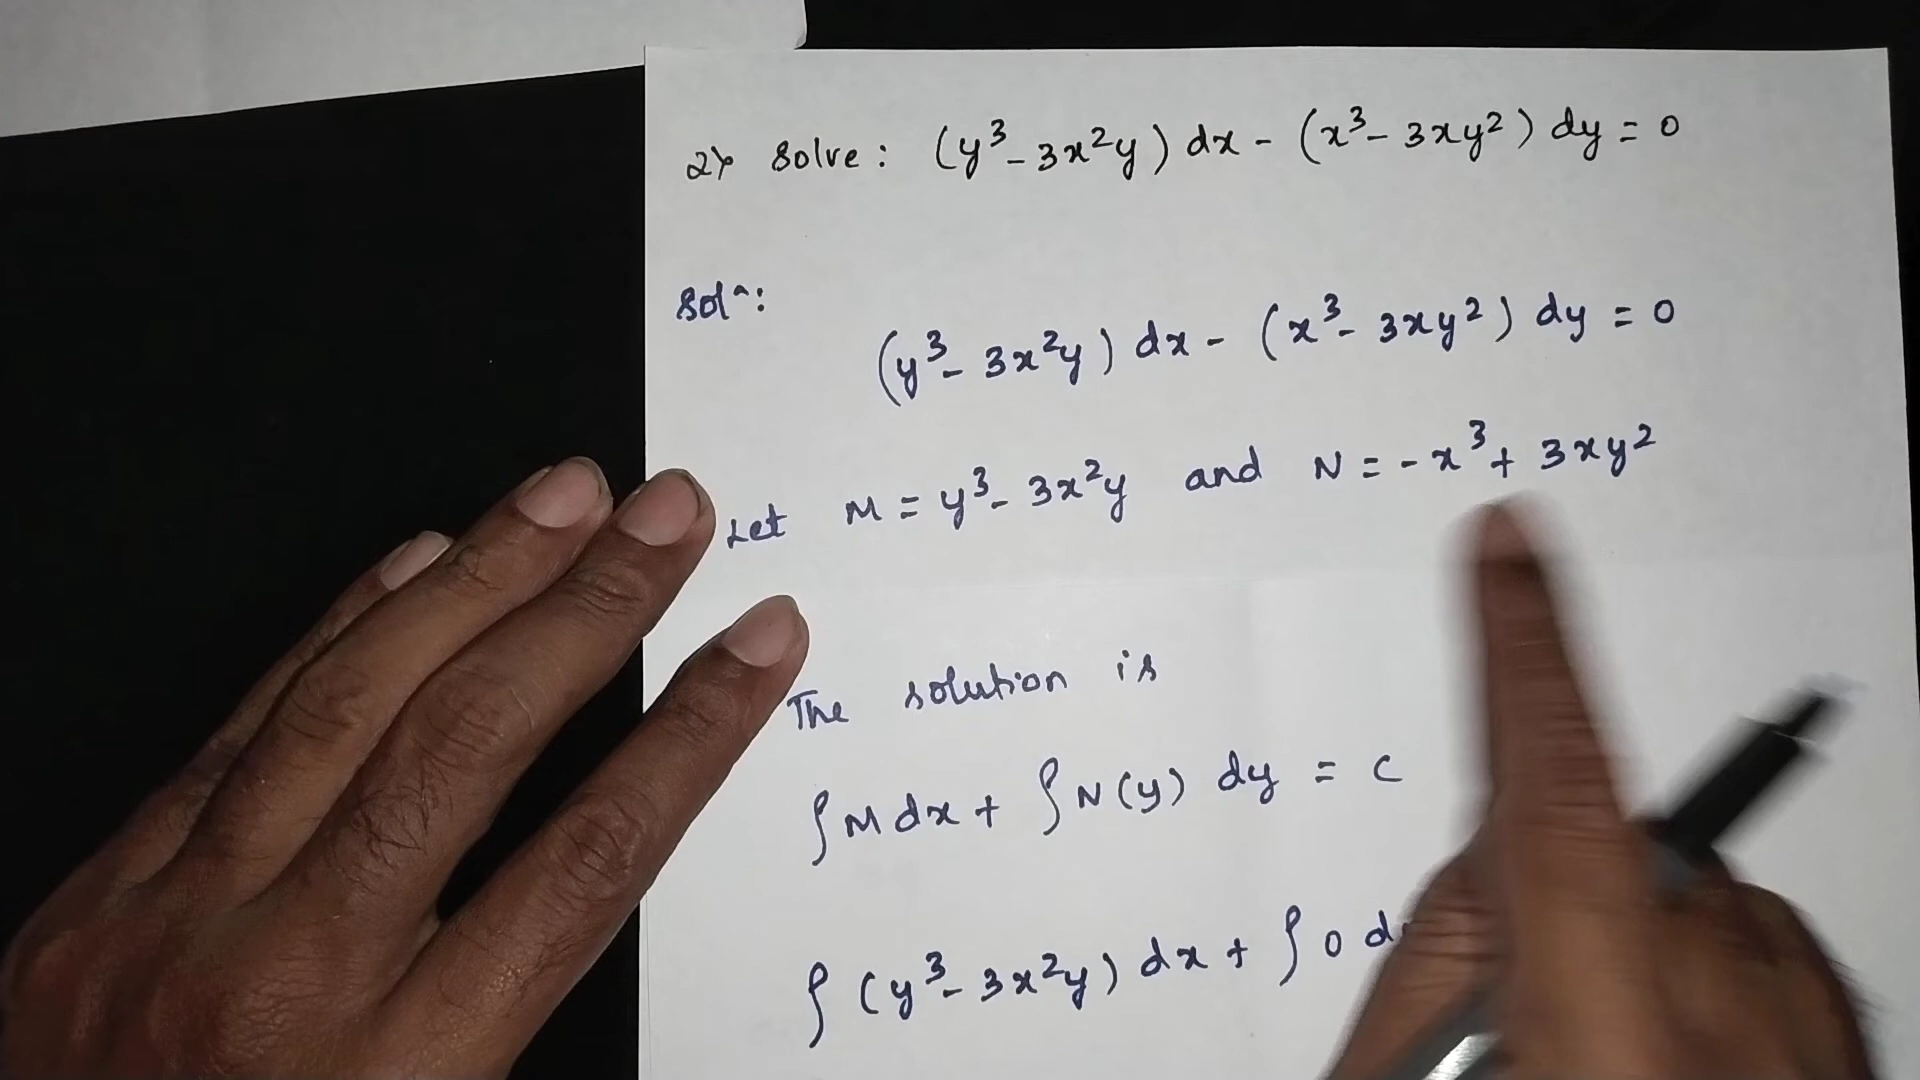 2) Solve: (y³ - 3x²y) dx - (x³ - 3xy²) dy = 0
Solⁿ:
(y³ - 3x²y) dx - (x³ - 3xy²) dy = 0
Let M = y³ - 3x²y and N = -x³ + 3xy²
The solution is
∫ M dx + ∫ N(y) dy = c
∫ (y³ - 3x²y) dx + ∫ 0